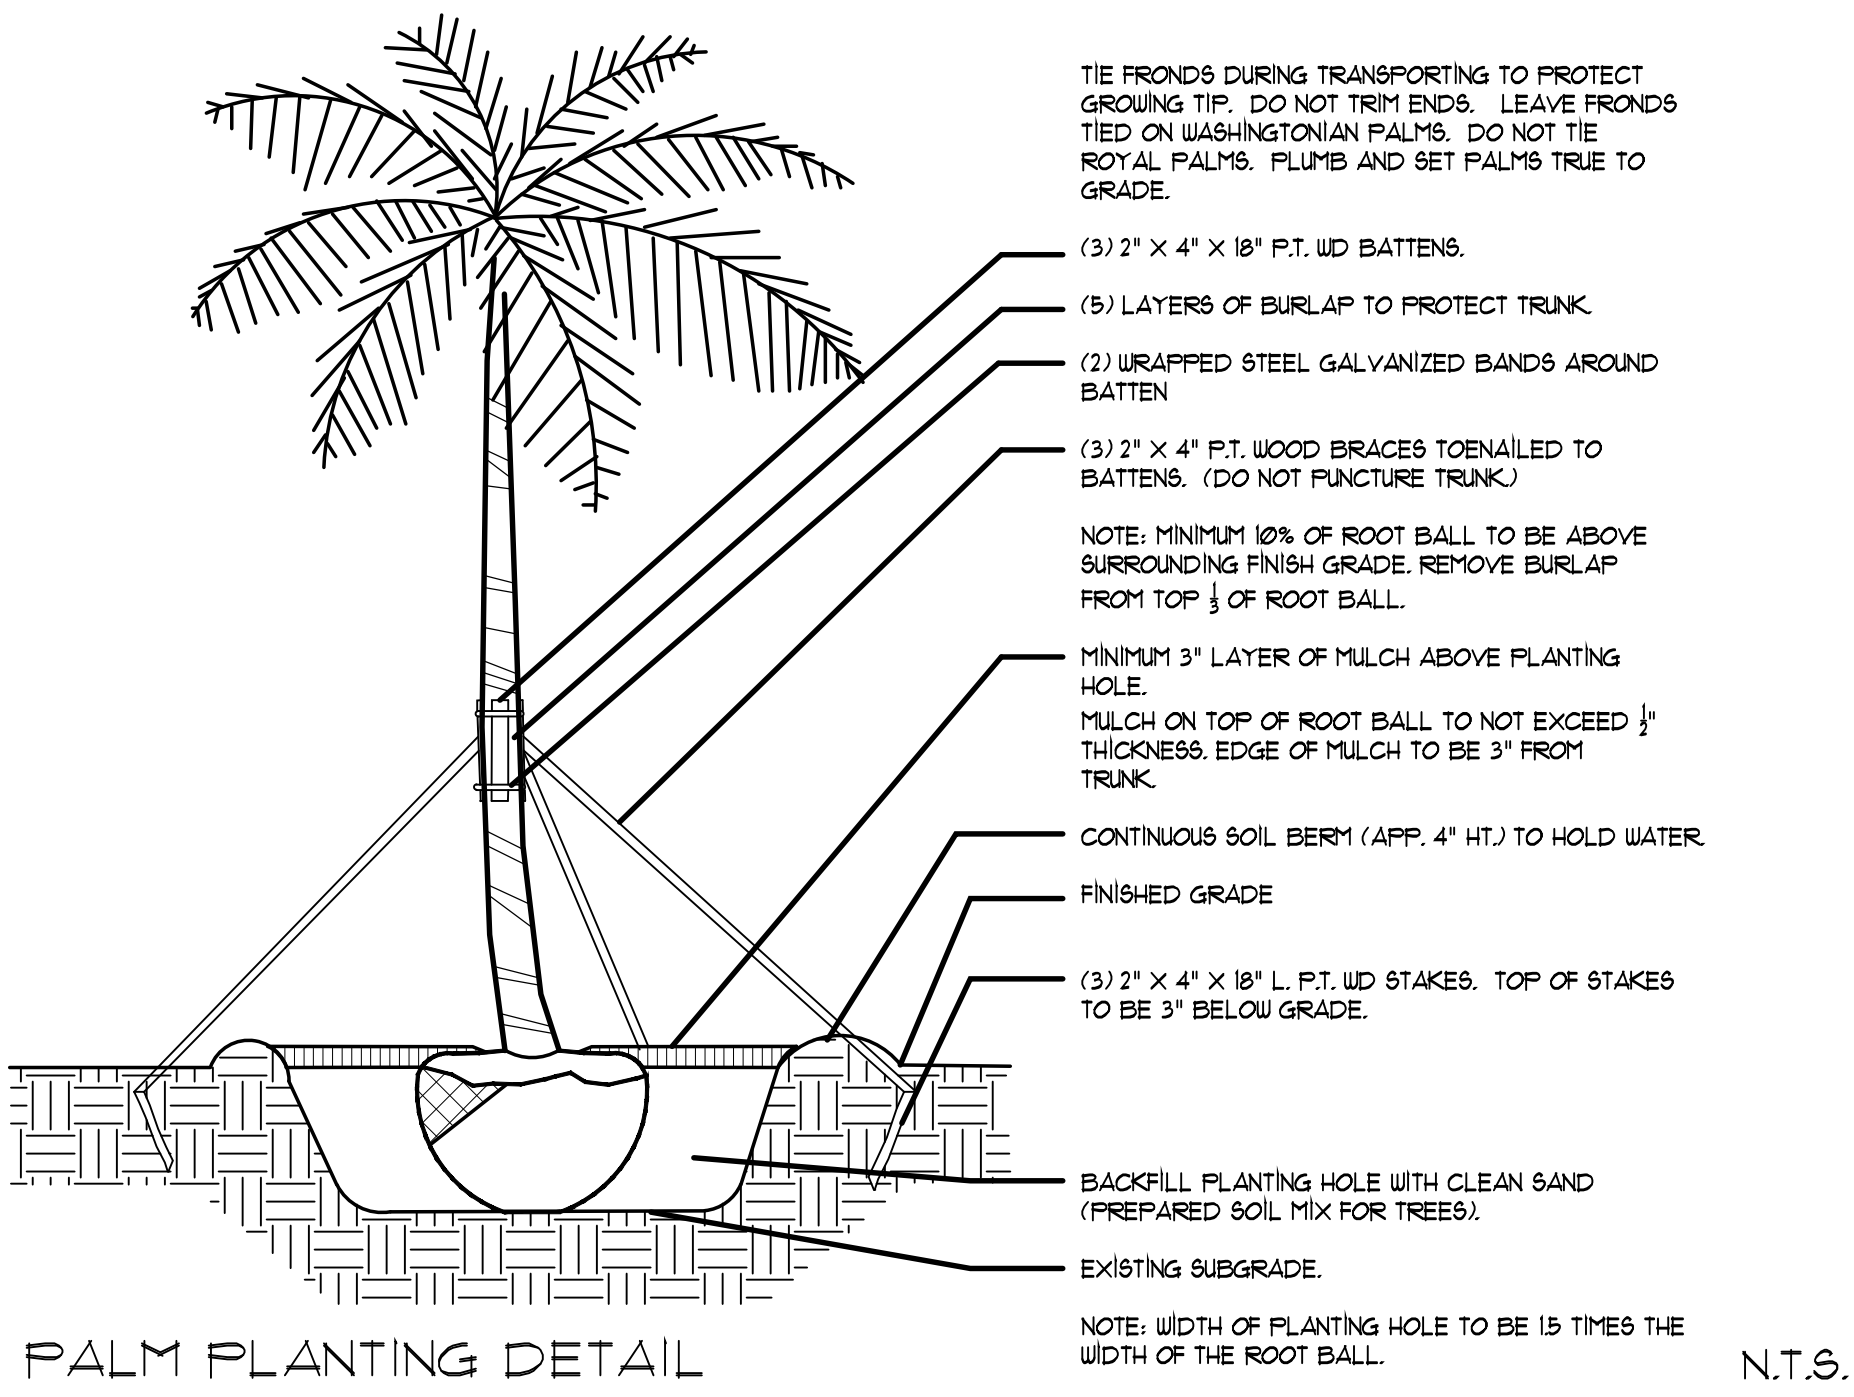 TIE FRONDS DURING TRANSPORTING TO PROTECT
GROWING TIP. DO NOT TRIM ENDS. LEAVE FRONDS
TIED ON WASHINGTONIAN PALMS. DO NOT TIE
ROYAL PALMS. PLUMB AND SET PALMS TRUE TO
GRADE.
(3) 2" X 4" X 18" P.T. WD BATTENS.
(5) LAYERS OF BURLAP TO PROTECT TRUNK.
(2) WRAPPED STEEL GALVANIZED BANDS AROUND
BATTEN
(3) 2" X 4" P.T. WOOD BRACES TOENAILED TO
BATTENS. (DO NOT PUNCTURE TRUNK.)
NOTE: MINIMUM 10% OF ROOT BALL TO BE ABOVE
SURROUNDING FINISH GRADE. REMOVE BURLAP
FROM TOP 1/3 OF ROOT BALL.
MINIMUM 3" LAYER OF MULCH ABOVE PLANTING
HOLE.
MULCH ON TOP OF ROOT BALL TO NOT EXCEED 1/2"
THICKNESS. EDGE OF MULCH TO BE 3" FROM
TRUNK.
CONTINUOUS SOIL BERM (APP. 4" HT.) TO HOLD WATER.
FINISHED GRADE
(3) 2" X 4" X 18" L. P.T. WD STAKES. TOP OF STAKES
TO BE 3" BELOW GRADE.
BACKFILL PLANTING HOLE WITH CLEAN SAND
(PREPARED SOIL MIX FOR TREES).
EXISTING SUBGRADE.
NOTE: WIDTH OF PLANTING HOLE TO BE 1.5 TIMES THE
WIDTH OF THE ROOT BALL.
PALM PLANTING DETAIL
N.T.S.